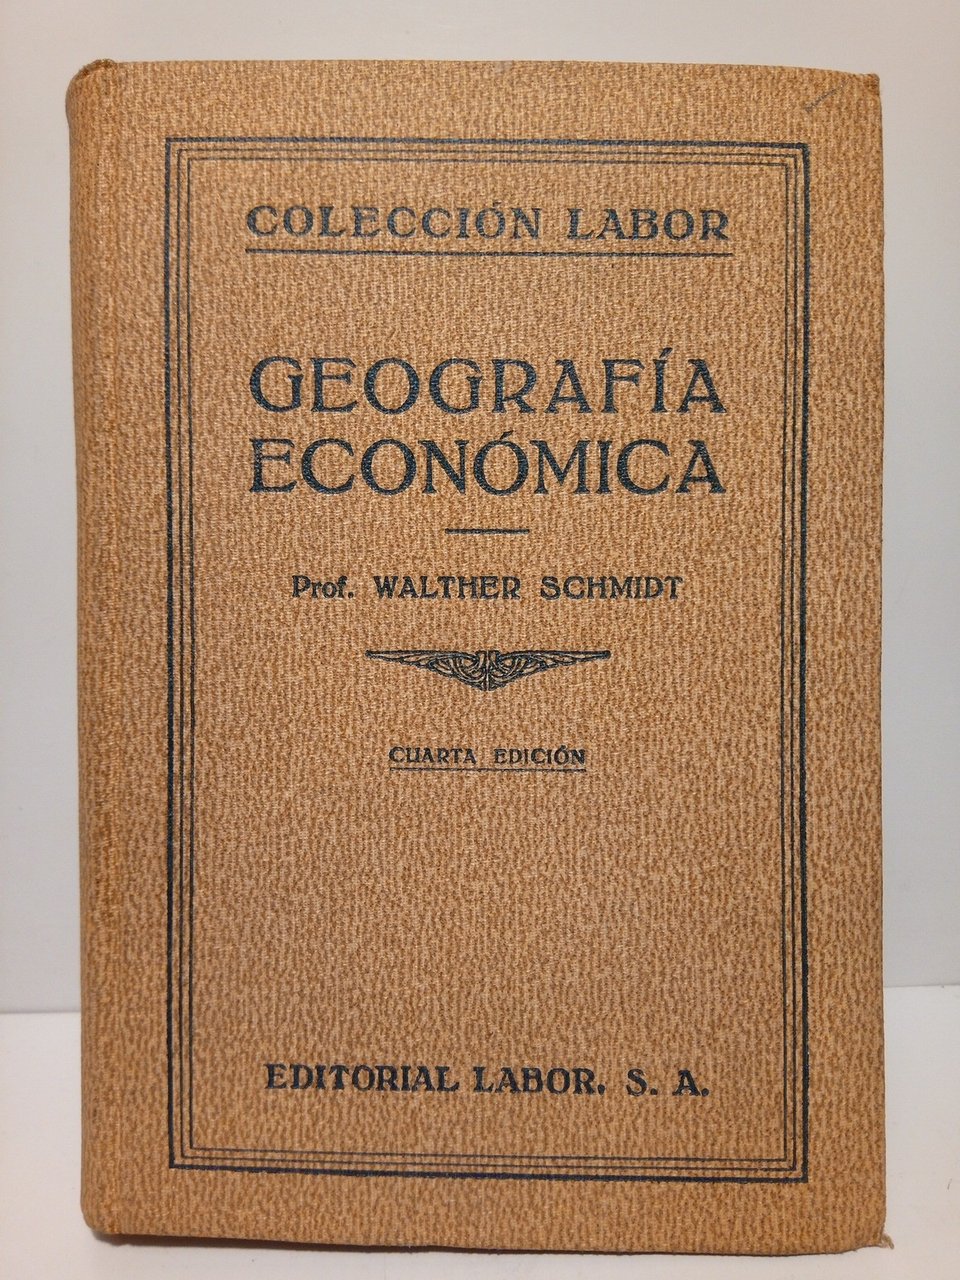 COLECCIÓN LABOR
GEOGRAFÍA
ECONÓMICA
Prof. WALTHER SCHMIDT
CUARTA EDICIÓN
EDITORIAL LABOR. S. A.